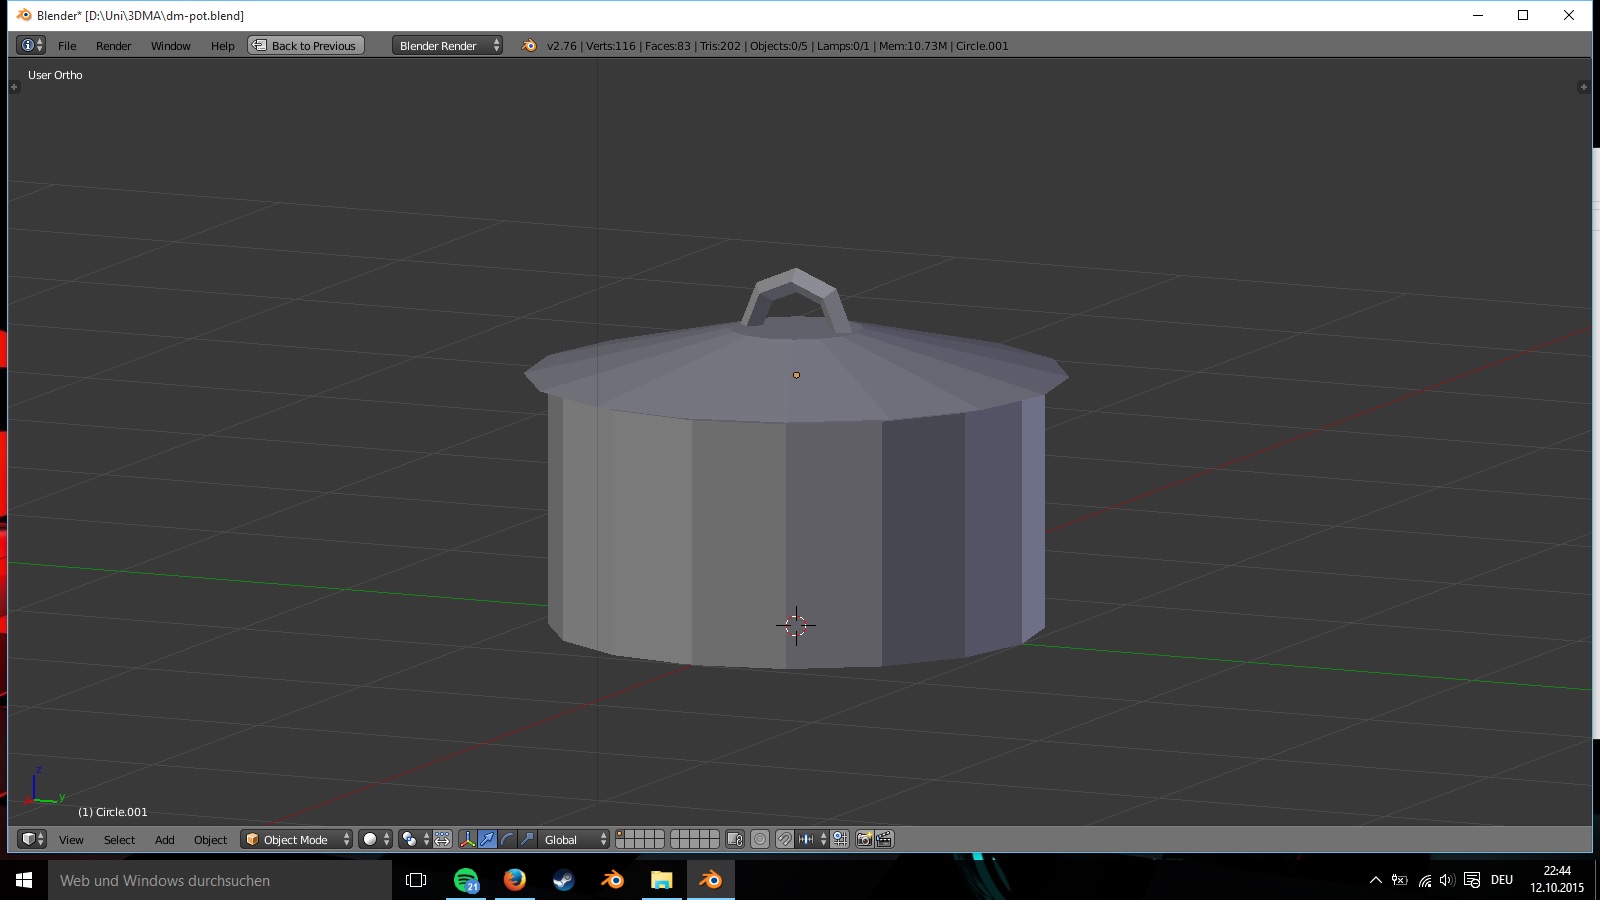 Blender* [D:\Uni\3DMA\dm-pot.blend]
File Render Window Help Back to Previous Blender Render v2.76 | Verts:116 | Faces:83 | Tris:202 | Objects:0/5 | Lamps:0/1 | Mem:10.73M | Circle.001
User Ortho
z
y
(1) Circle.001
View Select Add Object Object Mode Global
Web und Windows durchsuchen 21 DEU 22:44
12.10.2015